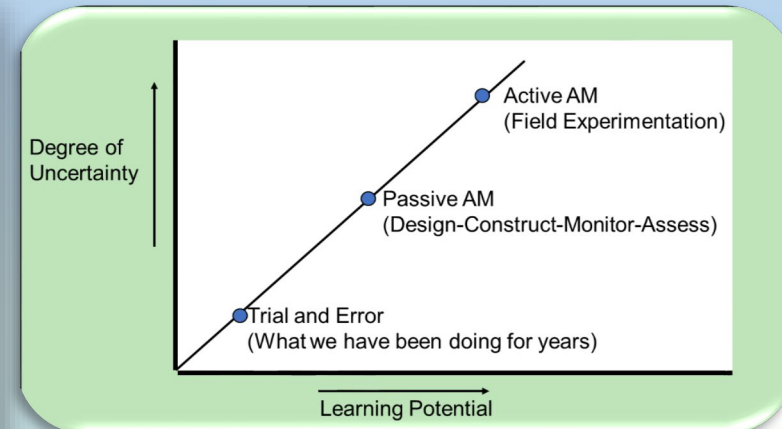 Degree of
Uncertainty
Active AM
(Field Experimentation)
Passive AM
(Design-Construct-Monitor-Assess)
Trial and Error
(What we have been doing for years)
Learning Potential